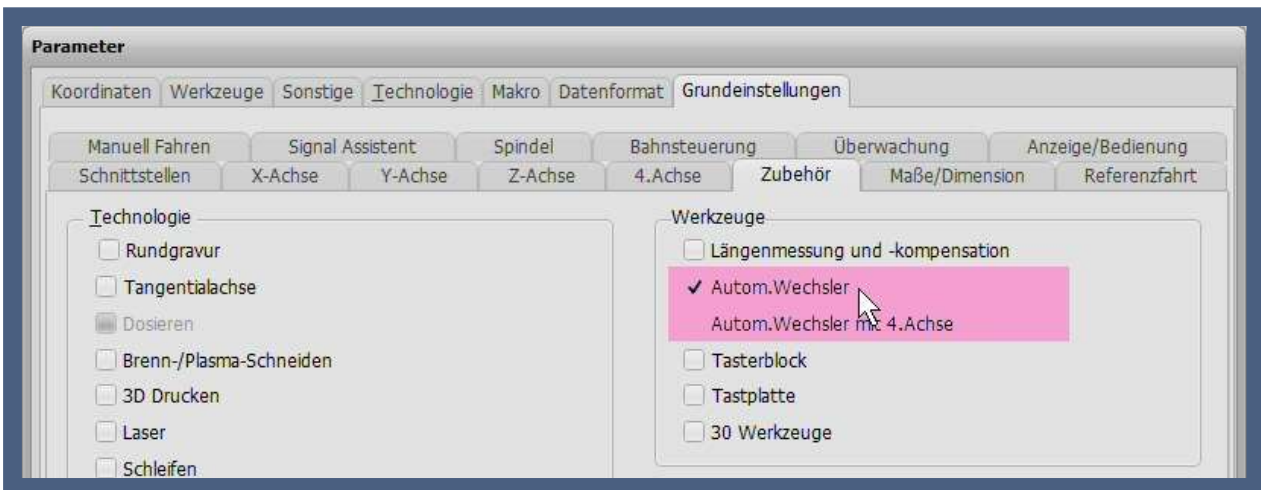 Parameter
Koordinaten Werkzeuge Sonstige Technologie Makro Datenformat Grundeinstellungen
Manuell Fahren Signal Assistent Spindel Bahnsteuerung Überwachung Anzeige/Bedienung
Schnittstellen X-Achse Y-Achse Z-Achse 4.Achse Zubehör Maße/Dimension Referenzfahrt
Technologie
Rundgravur
Tangentialachse
Dosieren
Brenn-/Plasma-Schneiden
3D Drucken
Laser
Schleifen
Werkzeuge
Längenmessung und -kompensation
Autom.Wechsler
Autom.Wechsler mit 4.Achse
Tasterblock
Tastplatte
30 Werkzeuge